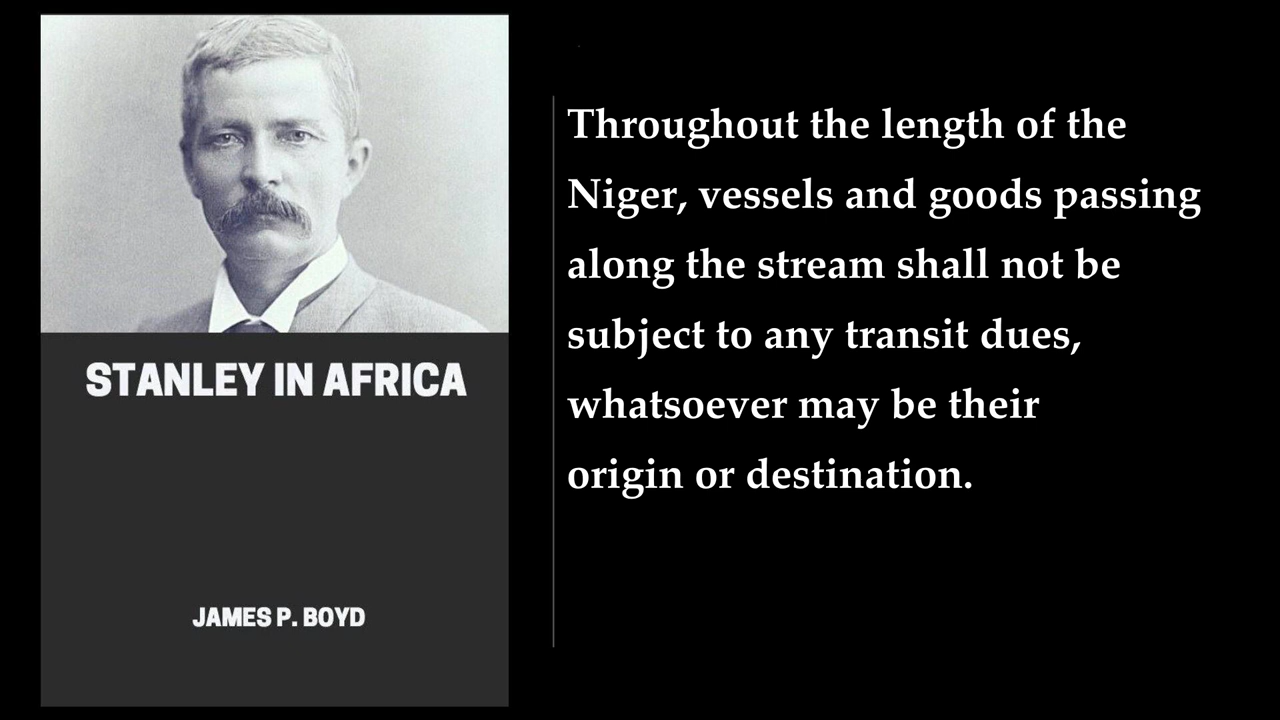 STANLEY IN AFRICA
JAMES P. BOYD
Throughout the length of the
Niger, vessels and goods passing
along the stream shall not be
subject to any transit dues,
whatsoever may be their
origin or destination.